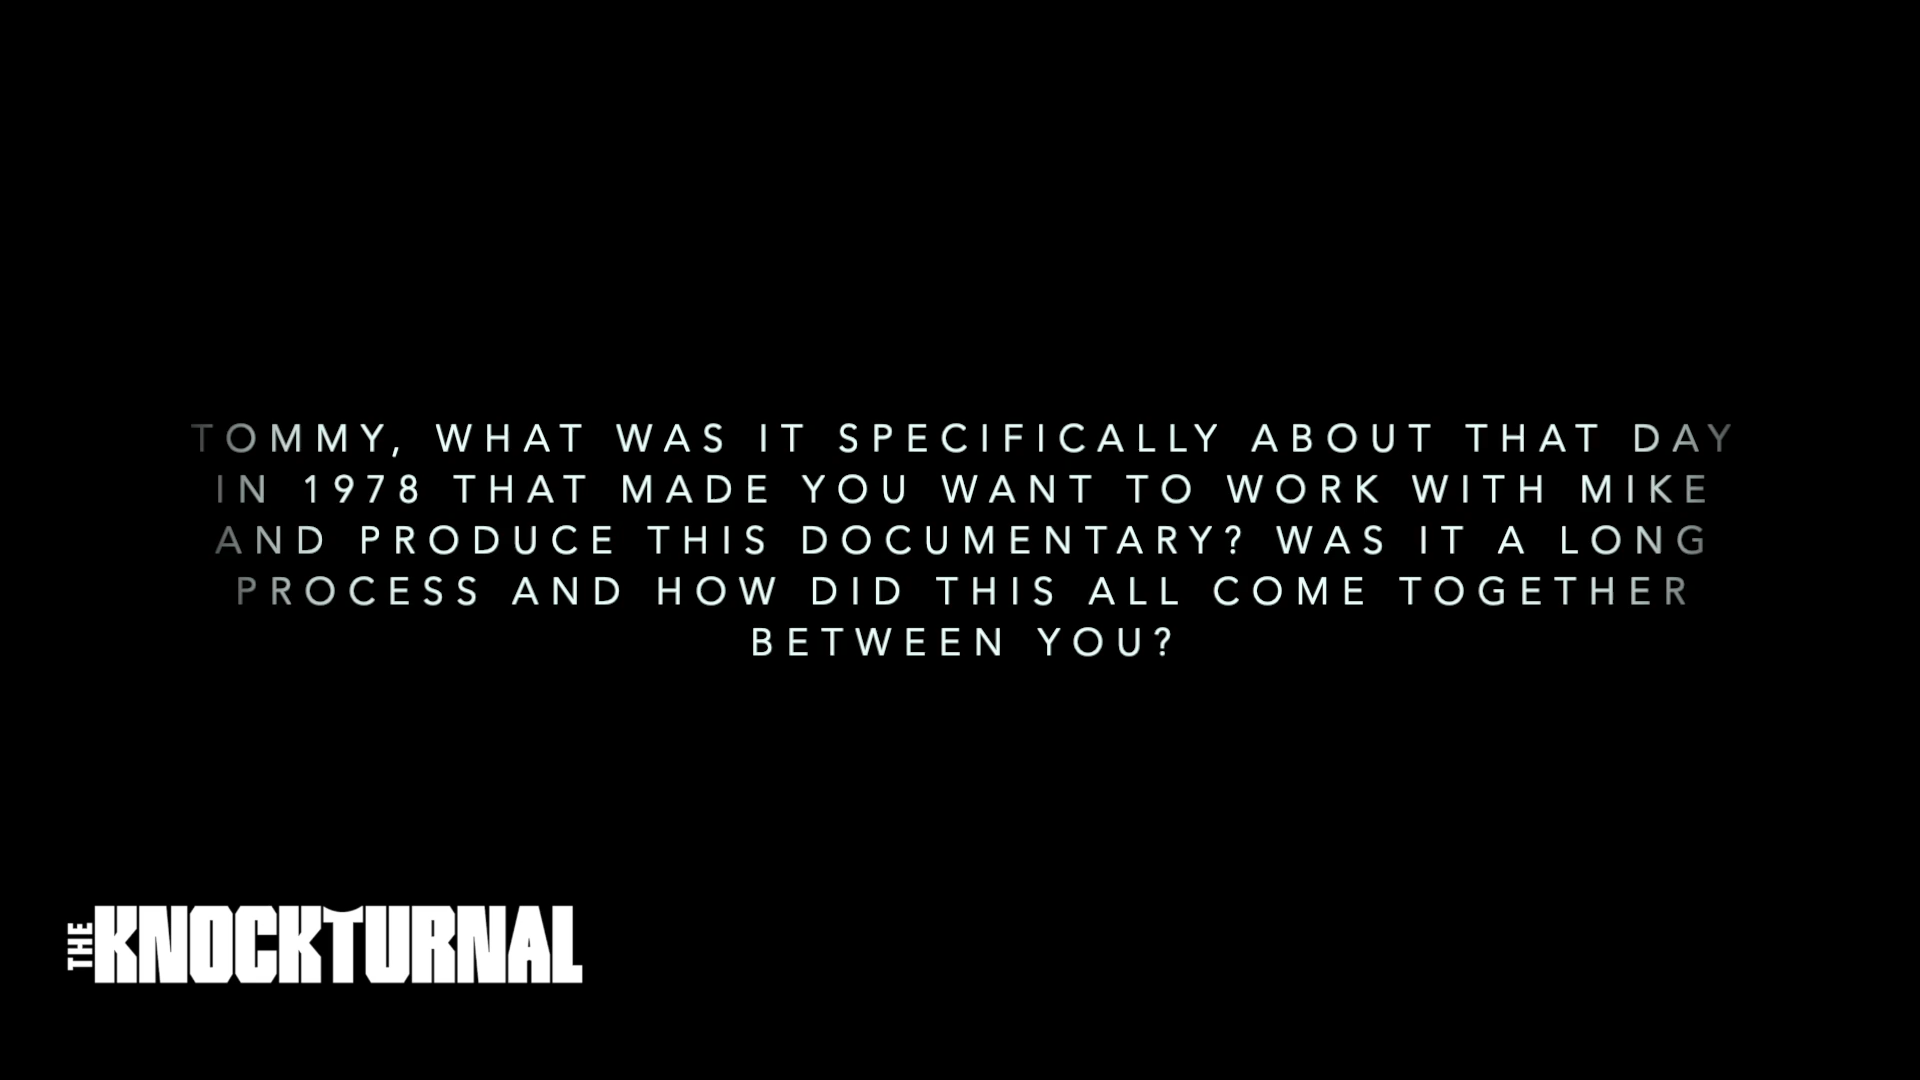 TOMMY, WHAT WAS IT SPECIFICALLY ABOUT THAT DAY
IN 1978 THAT MADE YOU WANT TO WORK WITH MIKE
AND PRODUCE THIS DOCUMENTARY? WAS IT A LONG
PROCESS AND HOW DID THIS ALL COME TOGETHER
BETWEEN YOU?
THE KNOCKTURNAL